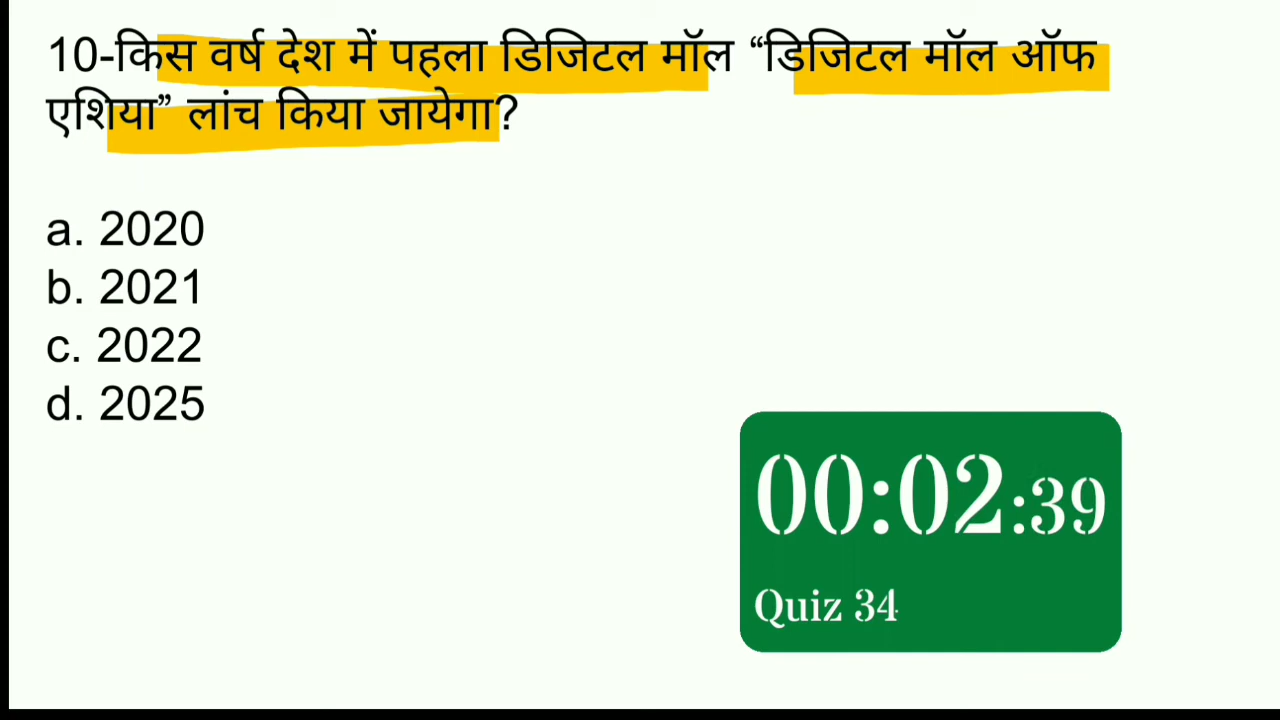 10-किस वर्ष देश में पहला डिजिटल मॉल “डिजिटल मॉल ऑफ
एशिया” लांच किया जायेगा?
a. 2020
b. 2021
c. 2022
d. 2025
00:02:39
Quiz 34